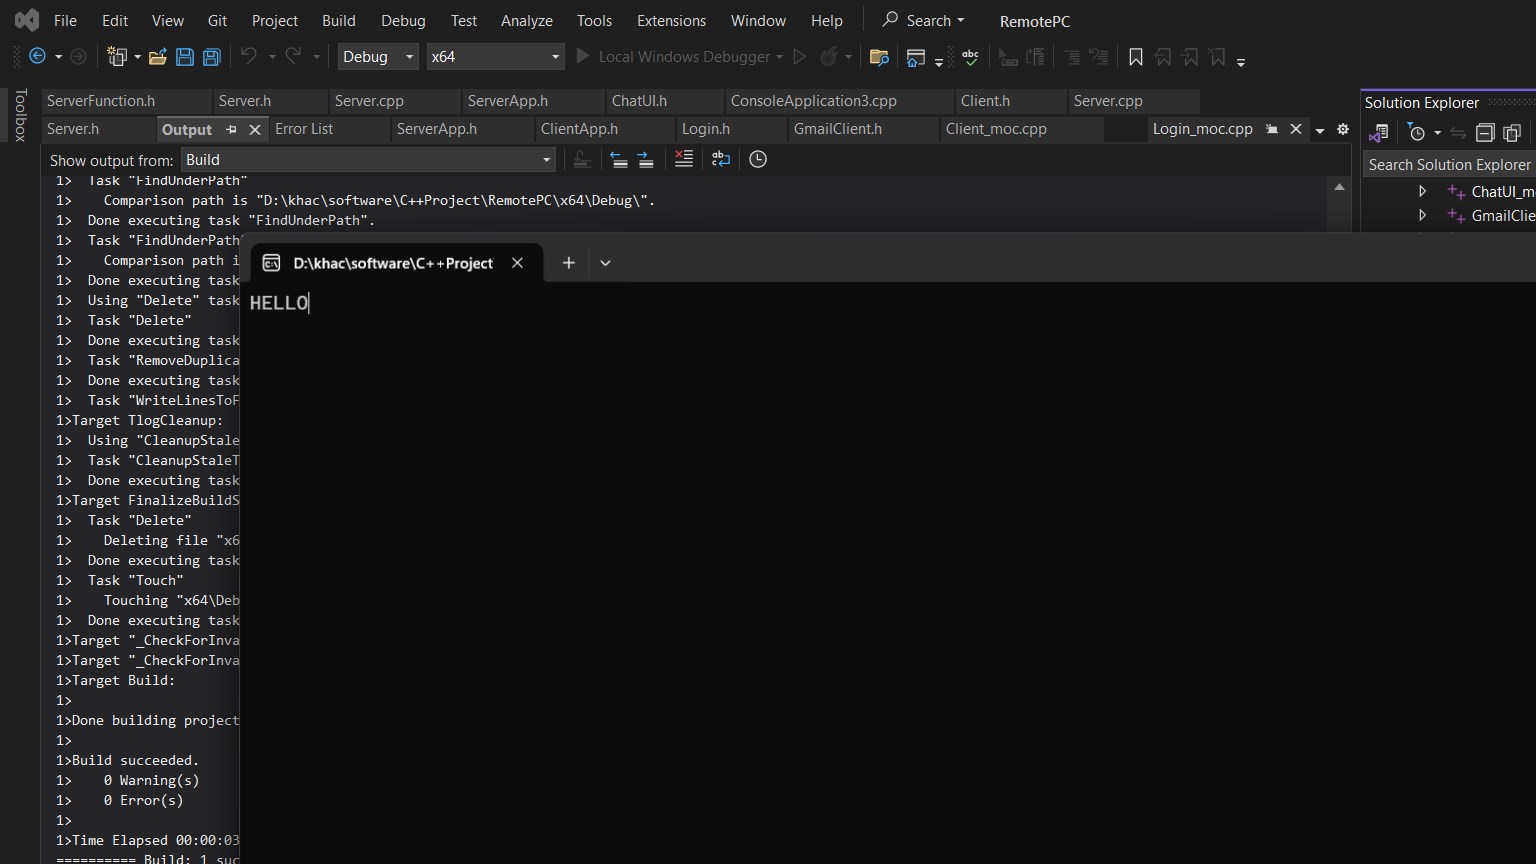 File Edit View Git Project Build Debug Test Analyze Tools Extensions Window Help Search RemotePC
Debug x64 Local Windows Debugger abc
Toolbox
ServerFunction.h Server.h Server.cpp ServerApp.h ChatUI.h ConsoleApplication3.cpp Client.h Server.cpp
Server.h Output Error List ServerApp.h ClientApp.h Login.h GmailClient.h Client_moc.cpp Login_moc.cpp
Solution Explorer
Show output from: Build
Search Solution Explorer
ChatUI_m
GmailClie
1> Task "FindUnderPath"
1> Comparison path is "D:\khac\software\C++Project\RemotePC\x64\Debug\".
1> Done executing task "FindUnderPath".
1> Task "FindUnderPath
1> Comparison path i
1> Done executing task
1> Using "Delete" task
1> Task "Delete"
1> Done executing task
1> Task "RemoveDuplica
1> Done executing task
1> Task "WriteLinesToF
1>Target TlogCleanup:
1> Using "CleanupStale
1> Task "CleanupStaleT
1> Done executing task
1>Target FinalizeBuildS
1> Task "Delete"
1> Deleting file "x6
1> Done executing task
1> Task "Touch"
1> Touching "x64\Deb
1> Done executing task
1>Target "_CheckForInva
1>Target "_CheckForInva
1>Target Build:
1>
1>Done building project
1>
1>Build succeeded.
1> 0 Warning(s)
1> 0 Error(s)
1>
1>Time Elapsed 00:00:03
========== Build: 1 suc
D:\khac\software\C++Project
HELLO